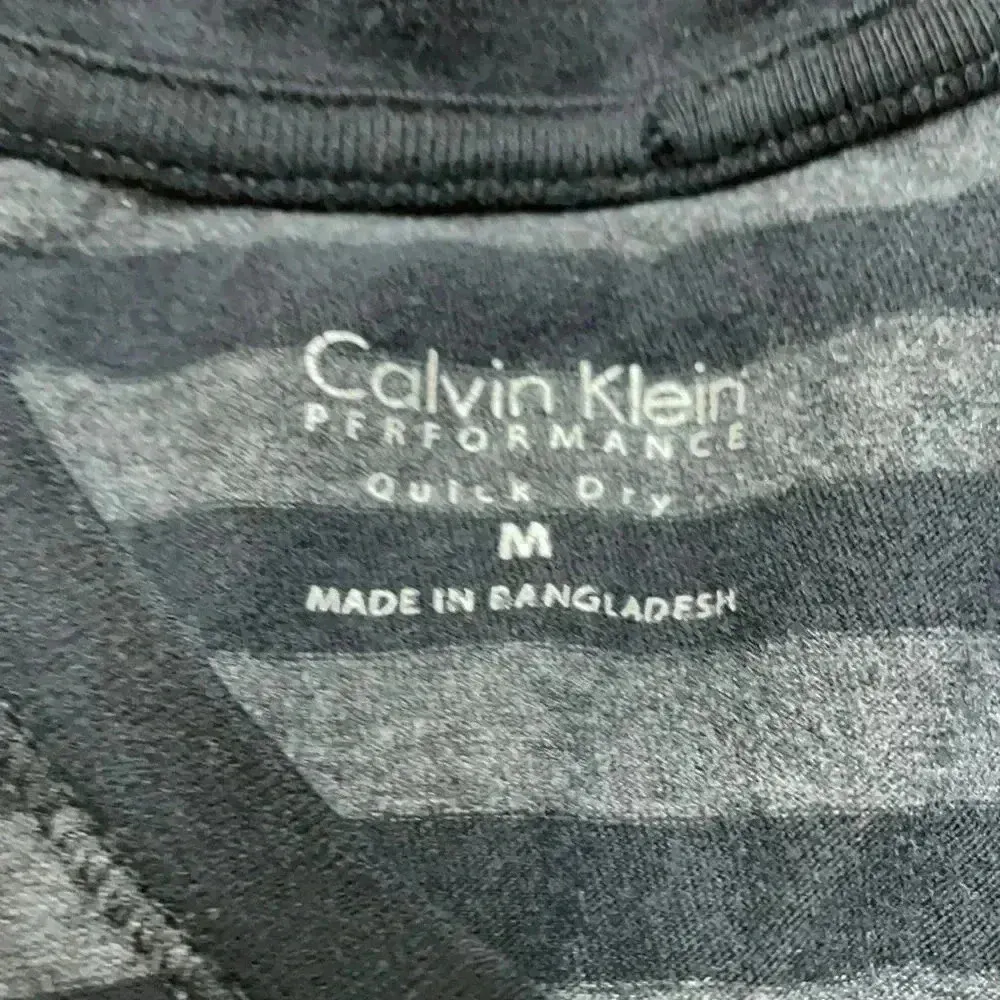 Calvin Klein
PERFORMANCE
Quick Dry
M
MADE IN BANGLADESH